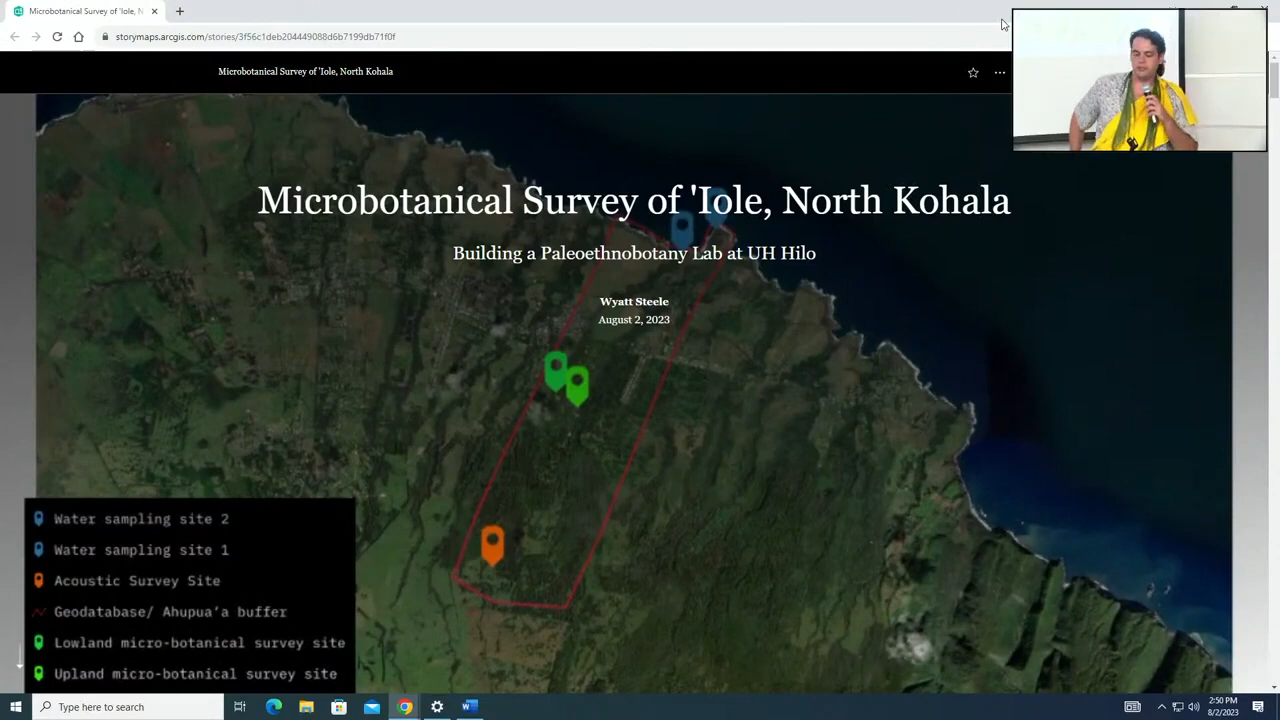 Microbotanical Survey of 'Iole, N
storymaps.arcgis.com/stories/3f56c1deb204449088d6b7199db71f0f
Microbotanical Survey of 'Iole, North Kohala
Microbotanical Survey of 'Iole, North Kohala
Building a Paleoethnobotany Lab at UH Hilo
Wyatt Steele
August 2, 2023
Water sampling site 2
Water sampling site 1
Acoustic Survey Site
Geodatabase/ Ahupua‘a buffer
Lowland micro-botanical survey site
Upland micro-botanical survey site
Type here to search
2:50 PM
8/2/2023